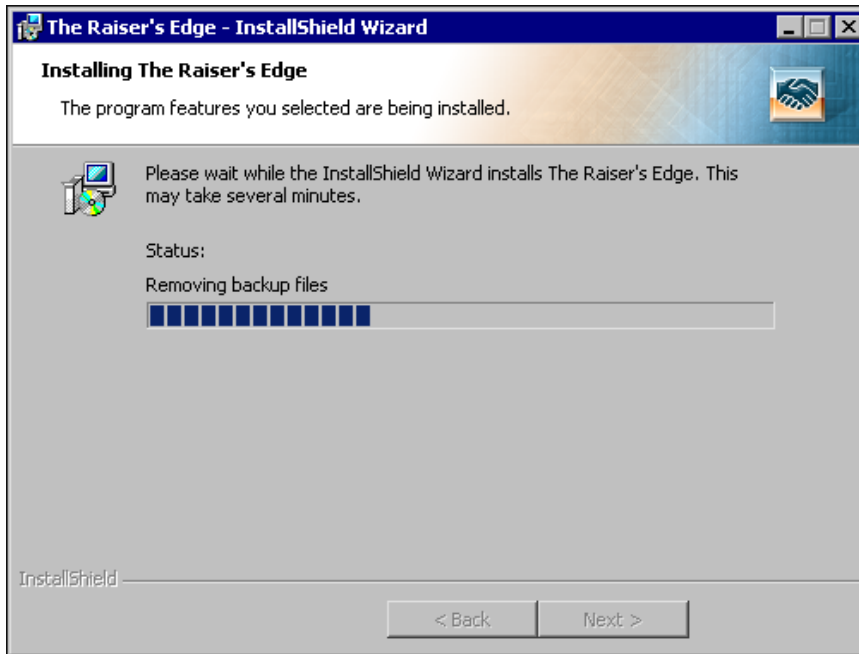 The Raiser's Edge - InstallShield Wizard
Installing The Raiser's Edge
The program features you selected are being installed.
Please wait while the InstallShield Wizard installs The Raiser's Edge. This
may take several minutes.
Status:
Removing backup files
InstallShield
< Back
Next >